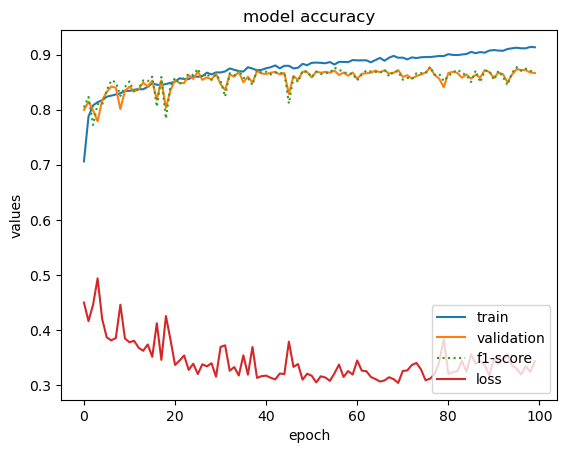 model accuracy
values
0.9
0.8
0.7
0.6
0.5
0.4
0.3
train
validation
f1-score
loss
0
20
40
60
80
100
epoch